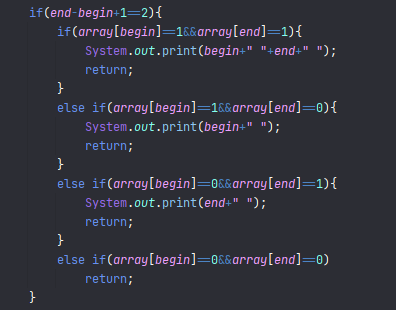 if(end-begin+1==2){
if(array[begin]==1&&array[end]==1){
System.out.print(begin+" "+end+" ");
return;
}
else if(array[begin]==1&&array[end]==0){
System.out.print(begin+" ");
return;
}
else if(array[begin]==0&&array[end]==1){
System.out.print(end+" ");
return;
}
else if(array[begin]==0&&array[end]==0)
return;
}